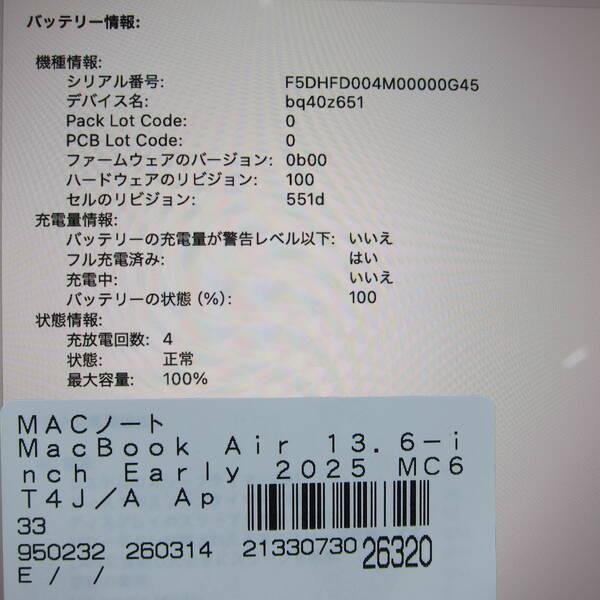 バッテリー情報:
機種情報:
シリアル番号: F5DHFD004M00000G45
デバイス名: bq40z651
Pack Lot Code: 0
PCB Lot Code: 0
ファームウェアのバージョン: 0b00
ハードウェアのリビジョン: 100
セルのリビジョン: 551d
充電量情報:
バッテリーの充電量が警告レベル以下: いいえ
フル充電済み: はい
充電中: いいえ
バッテリーの状態 (%): 100
状態情報:
充放電回数: 4
状態: 正常
最大容量: 100%
MACノート
MacBook Air 13.6-i
nch Early 2025 MC6
T4J/A Ap
33
950232 260314 21330730 26320
E / /